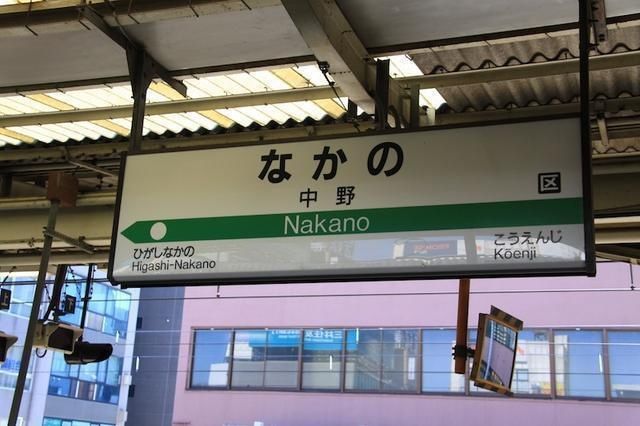 なかの
中野
区
Nakano
ひがしなかの
Higashi-Nakano
こうえんじ
Kōenji